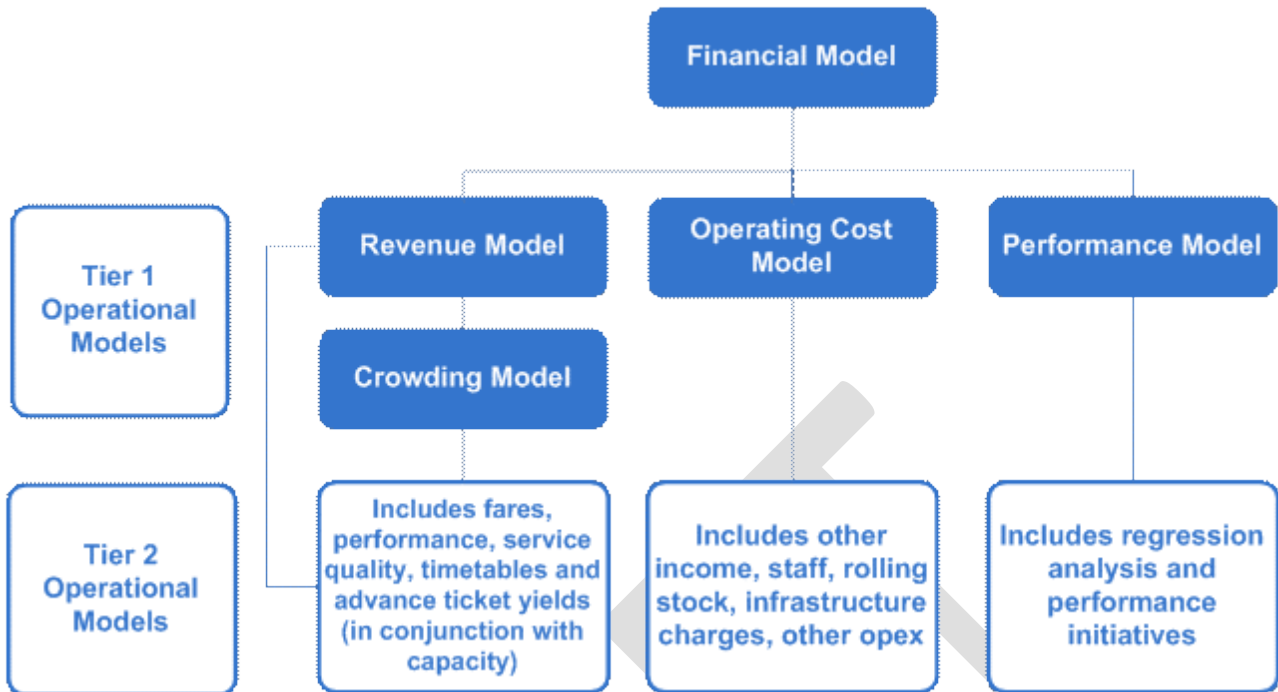 Financial Model
Tier 1
Operational
Models
Revenue Model
Operating Cost
Model
Performance Model
Crowding Model
Tier 2
Operational
Models
Includes fares,
performance, service
quality, timetables and
advance ticket yields
(in conjunction with
capacity)
Includes other
income, staff, rolling
stock, infrastructure
charges, other opex
Includes regression
analysis and
performance
initiatives